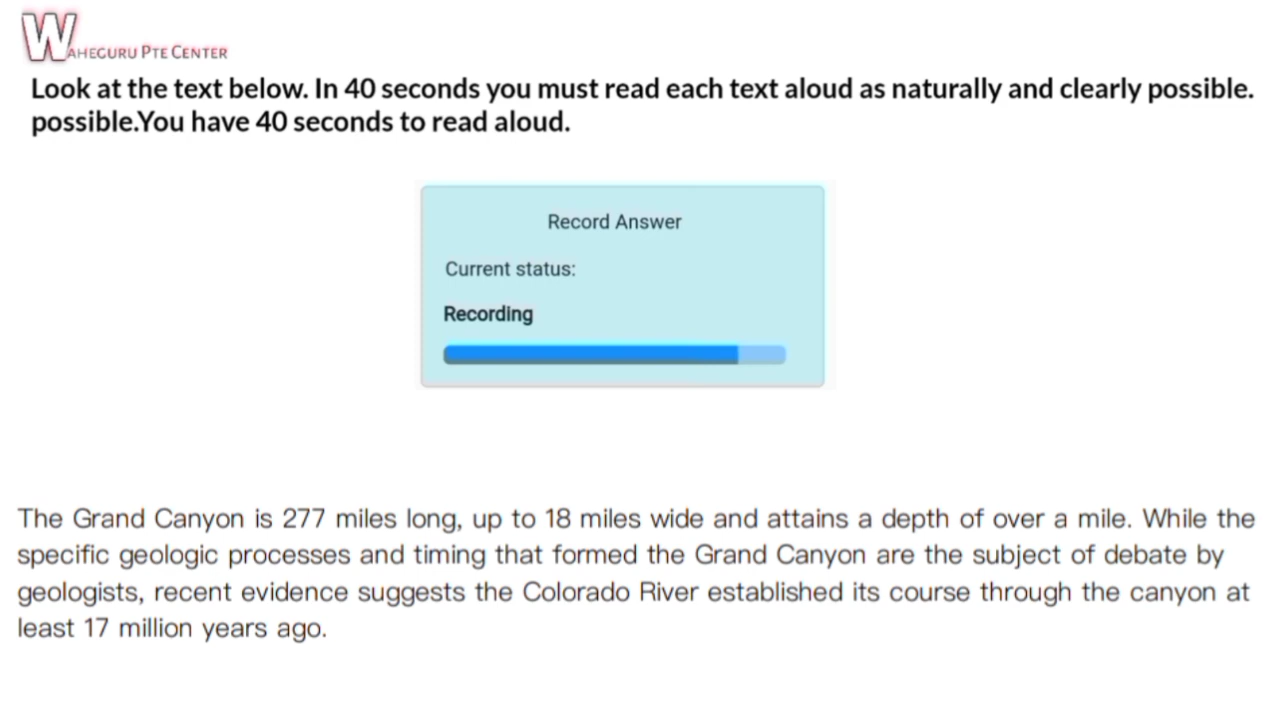 WAHEGURU PTE CENTER
Look at the text below. In 40 seconds you must read each text aloud as naturally and clearly possible.
possible.You have 40 seconds to read aloud.
Record Answer
Current status:
Recording
The Grand Canyon is 277 miles long, up to 18 miles wide and attains a depth of over a mile. While the
specific geologic processes and timing that formed the Grand Canyon are the subject of debate by
geologists, recent evidence suggests the Colorado River established its course through the canyon at
least 17 million years ago.